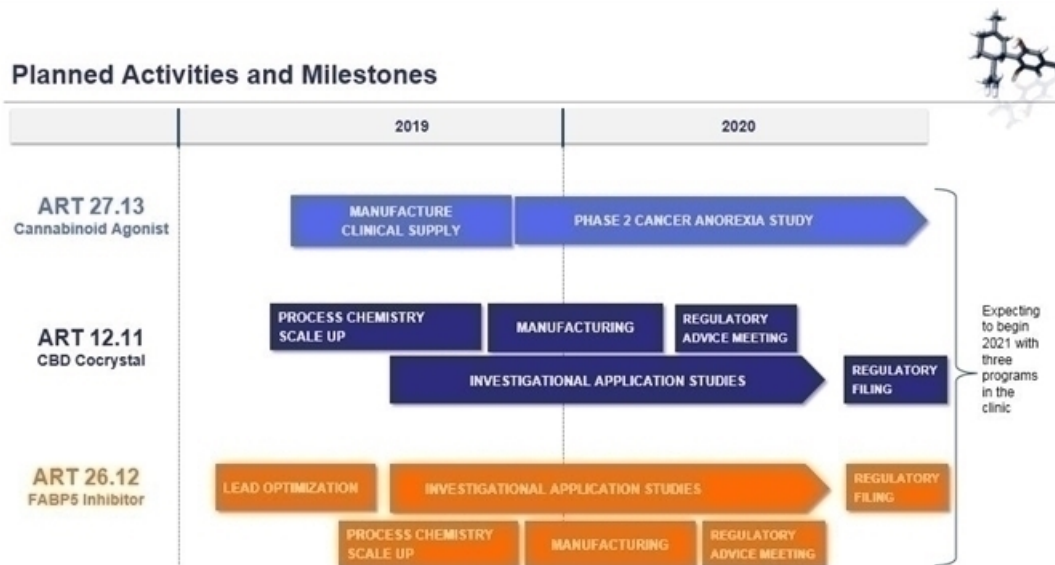 Planned Activities and Milestones
2019
2020
ART 27.13
Cannabinoid Agonist
MANUFACTURE
CLINICAL SUPPLY
PHASE 2 CANCER ANOREXIA STUDY
ART 12.11
CBD Cocrystal
PROCESS CHEMISTRY
SCALE UP
MANUFACTURING
REGULATORY
ADVICE MEETING
INVESTIGATIONAL APPLICATION STUDIES
REGULATORY
FILING
Expecting
to begin
2021 with
three
programs
in the
clinic
ART 26.12
FABP5 Inhibitor
LEAD OPTIMIZATION
INVESTIGATIONAL APPLICATION STUDIES
REGULATORY
FILING
PROCESS CHEMISTRY
SCALE UP
MANUFACTURING
REGULATORY
ADVICE MEETING